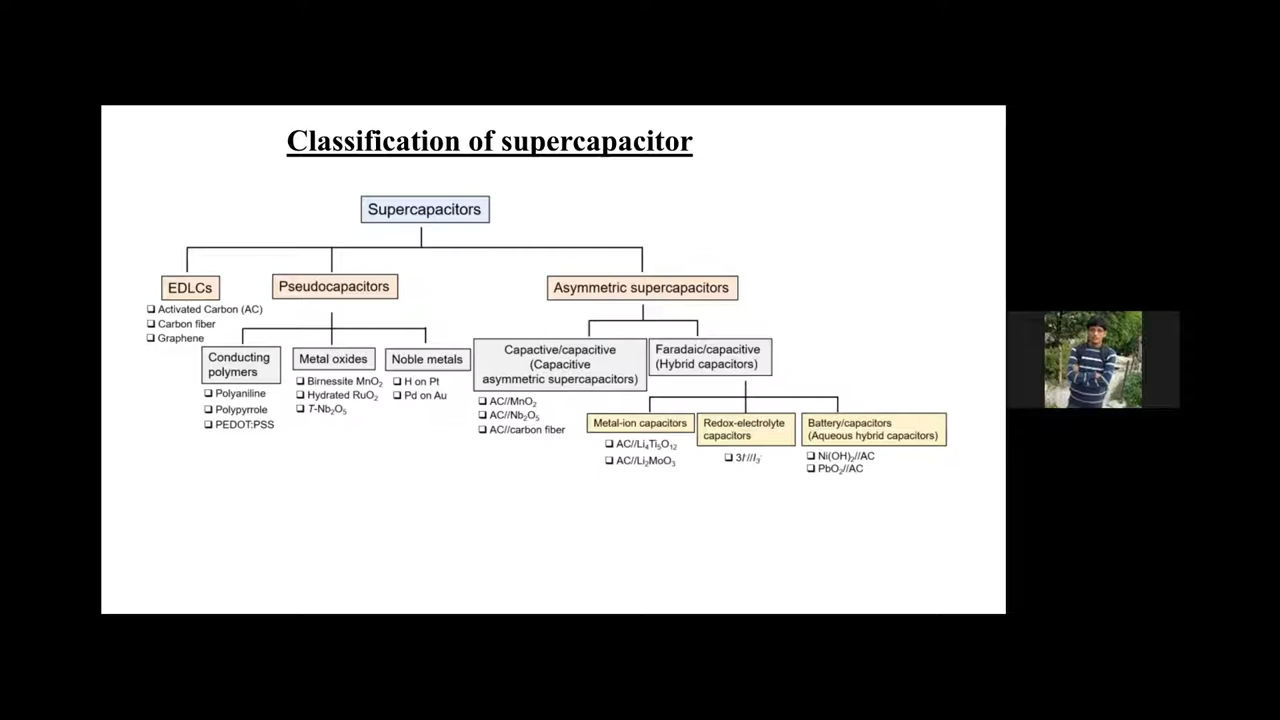 Classification of supercapacitor
Supercapacitors
EDLCs
❑ Activated Carbon (AC)
❑ Carbon fiber
❑ Graphene
Pseudocapacitors
Conducting
polymers
❑ Polyaniline
❑ Polypyrrole
❑ PEDOT:PSS
Metal oxides
❑ Birnessite MnO₂
❑ Hydrated RuO₂
❑ T-Nb₂O₅
Noble metals
❑ H on Pt
❑ Pd on Au
Asymmetric supercapacitors
Capactive/capacitive
(Capacitive
asymmetric supercapacitors)
❑ AC//MnO₂
❑ AC//Nb₂O₅
❑ AC//carbon fiber
Faradaic/capacitive
(Hybrid capacitors)
Metal-ion capacitors
❑ AC//Li₄Ti₅O₁₂
❑ AC//Li₂MoO₃
Redox-electrolyte
capacitors
❑ 3I⁻//I₃⁻
Battery/capacitors
(Aqueous hybrid capacitors)
❑ Ni(OH)₂//AC
❑ PbO₂//AC